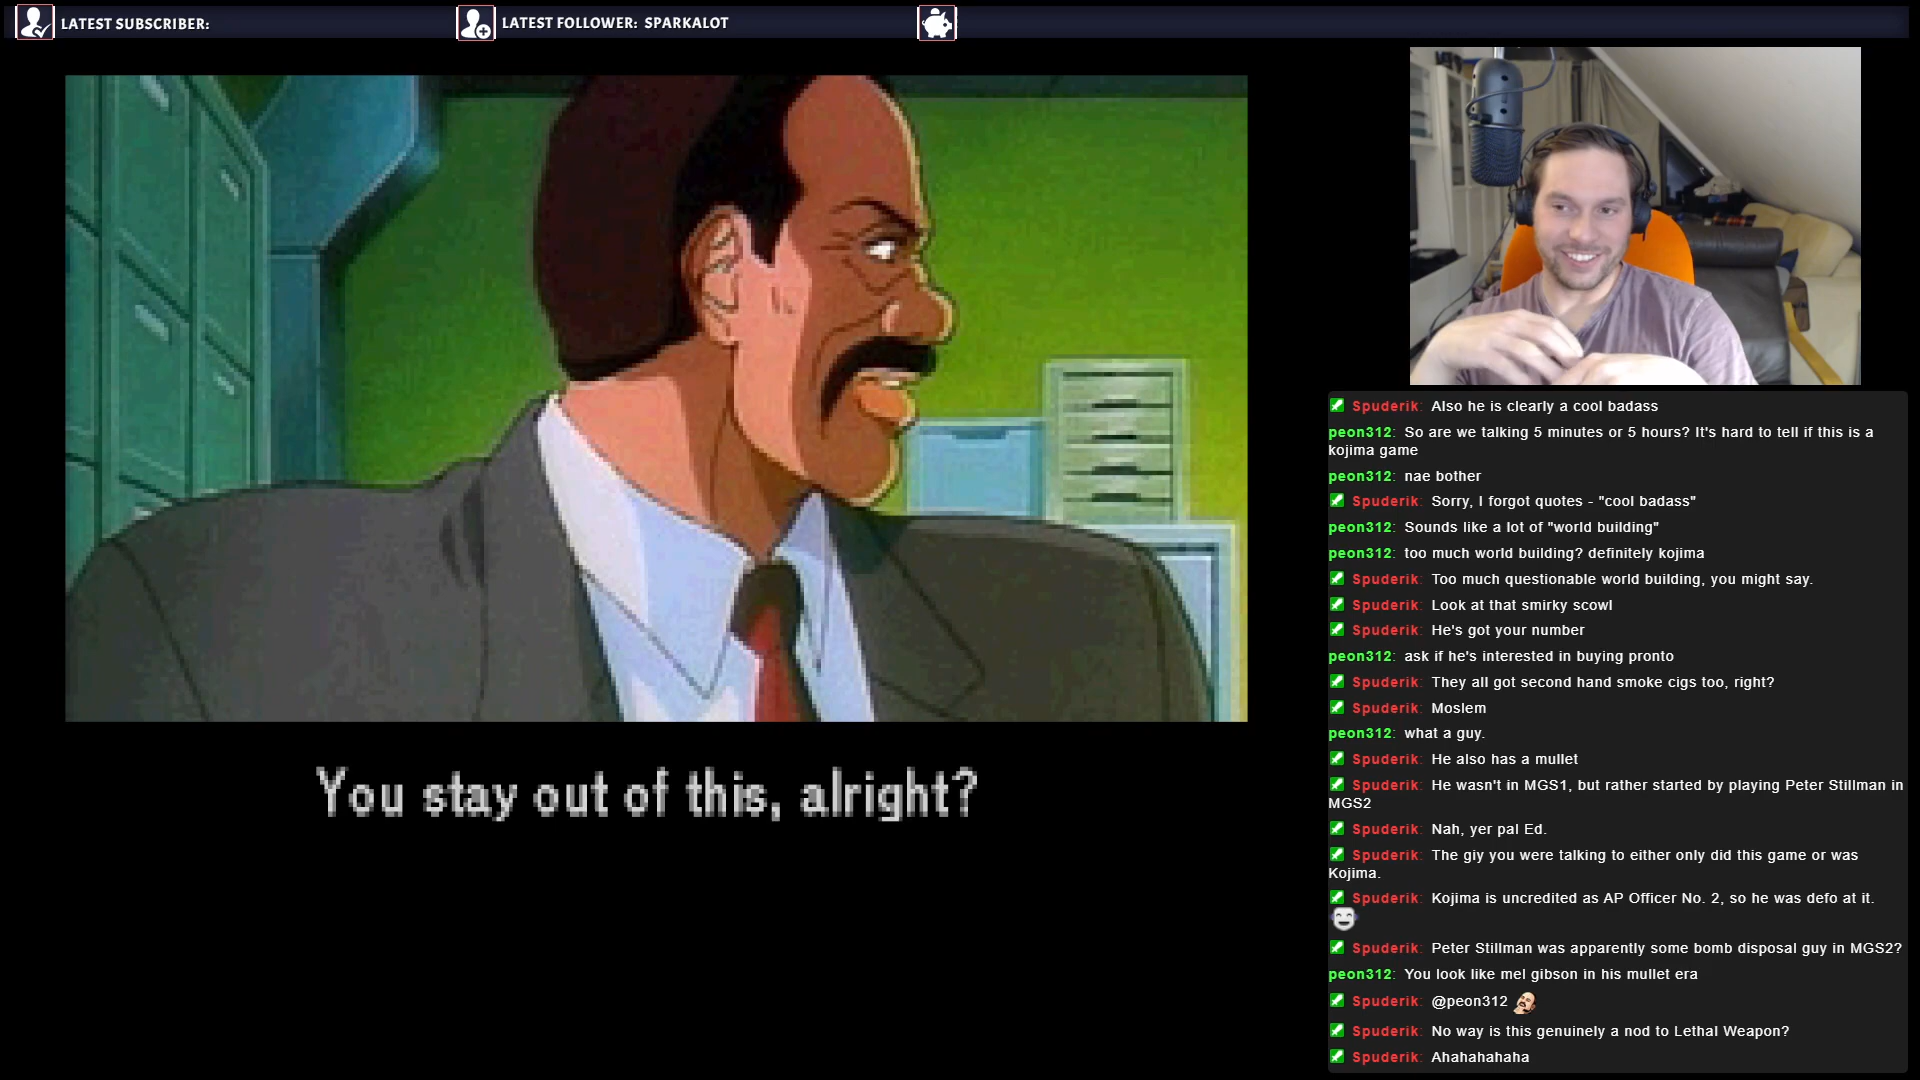 LATEST SUBSCRIBER:
LATEST FOLLOWER: SPARKALOT
You stay out of this, alright?
Spuderik: Also he is clearly a cool badass
peon312: So are we talking 5 minutes or 5 hours? It's hard to tell if this is a
kojima game
peon312: nae bother
Spuderik: Sorry, I forgot quotes - "cool badass"
peon312: Sounds like a lot of "world building"
peon312: too much world building? definitely kojima
Spuderik: Too much questionable world building, you might say.
Spuderik: Look at that smirky scowl
Spuderik: He's got your number
peon312: ask if he's interested in buying pronto
Spuderik: They all got second hand smoke cigs too, right?
Spuderik: Moslem
peon312: what a guy.
Spuderik: He also has a mullet
Spuderik: He wasn't in MGS1, but rather started by playing Peter Stillman in
MGS2
Spuderik: Nah, yer pal Ed.
Spuderik: The giy you were talking to either only did this game or was
Kojima.
Spuderik: Kojima is uncredited as AP Officer No. 2, so he was defo at it.
Spuderik: Peter Stillman was apparently some bomb disposal guy in MGS2?
peon312: You look like mel gibson in his mullet era
Spuderik: @peon312
Spuderik: No way is this genuinely a nod to Lethal Weapon?
Spuderik: Ahahahahaha